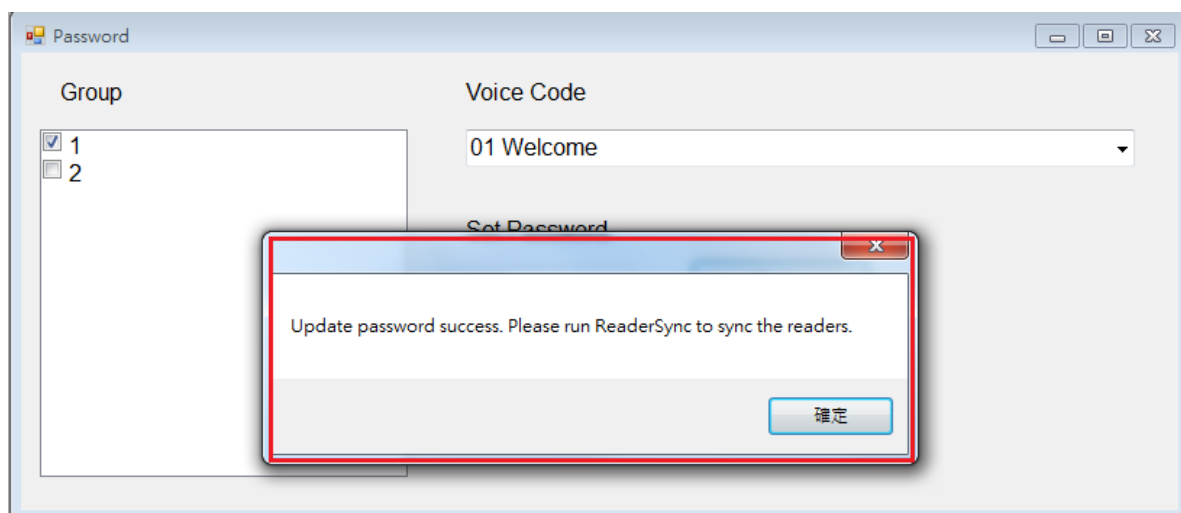 Password
Group
Voice Code
1
01 Welcome
2
Set Password
Update password success. Please run ReaderSync to sync the readers.
確定